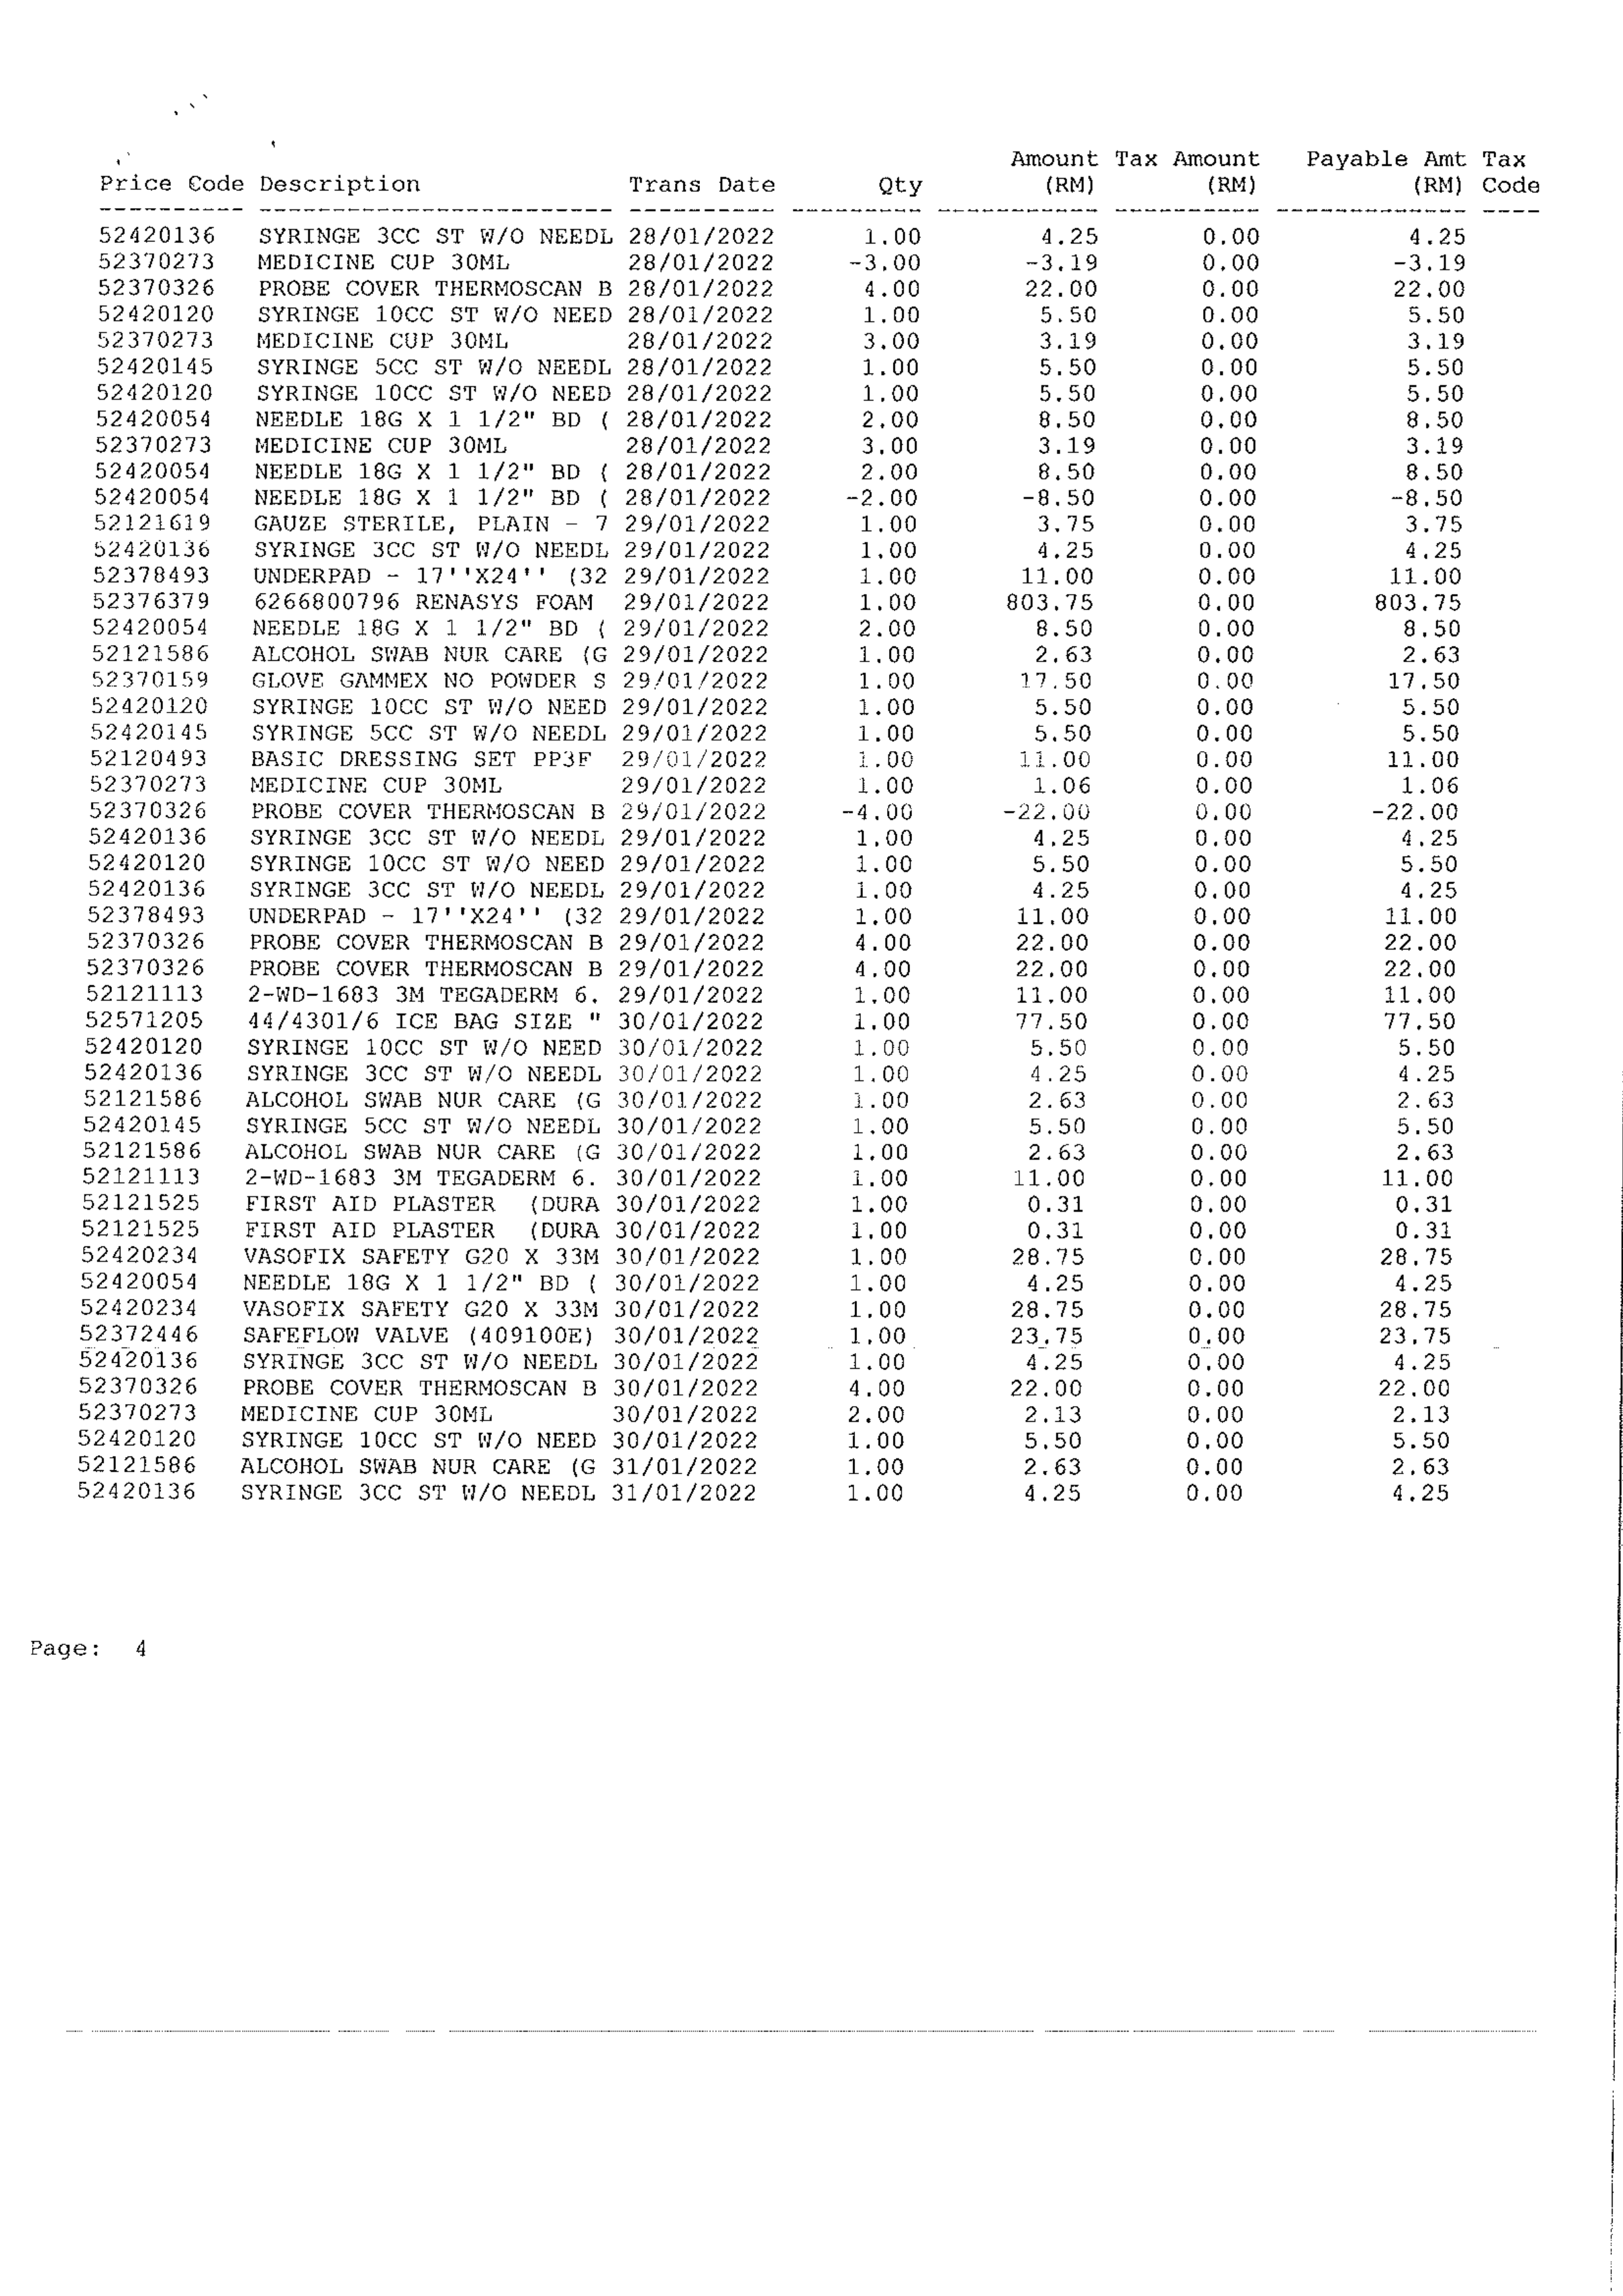 Amount Tax Amount Payable Amt Tax
Price Code Description Trans Date Qty (RM) (RM) (RM) Code
52420136 SYRINGE 3CC ST W/O NEEDL 28/01/2022 1.00 4.25 0.00 4.25
52370273 MEDICINE CUP 30ML 28/01/2022 -3.00 -3.19 0.00 -3.19
52370326 PROBE COVER THERMOSCAN B 28/01/2022 4.00 22.00 0.00 22.00
52420120 SYRINGE 10CC ST W/O NEED 28/01/2022 1.00 5.50 0.00 5.50
52370273 MEDICINE CUP 30ML 28/01/2022 3.00 3.19 0.00 3.19
52420145 SYRINGE 5CC ST W/O NEEDL 28/01/2022 1.00 5.50 0.00 5.50
52420120 SYRINGE 10CC ST W/O NEED 28/01/2022 1.00 5.50 0.00 5.50
52420054 NEEDLE 18G X 1 1/2" BD ( 28/01/2022 2.00 8.50 0.00 8.50
52370273 MEDICINE CUP 30ML 28/01/2022 3.00 3.19 0.00 3.19
52420054 NEEDLE 18G X 1 1/2" BD ( 28/01/2022 2.00 8.50 0.00 8.50
52420054 NEEDLE 18G X 1 1/2" BD ( 28/01/2022 -2.00 -8.50 0.00 -8.50
52121619 GAUZE STERILE, PLAIN - 7 29/01/2022 1.00 3.75 0.00 3.75
52420136 SYRINGE 3CC ST W/O NEEDL 29/01/2022 1.00 4.25 0.00 4.25
52378493 UNDERPAD - 17''X24'' (32 29/01/2022 1.00 11.00 0.00 11.00
52376379 6266800796 RENASYS FOAM 29/01/2022 1.00 803.75 0.00 803.75
52420054 NEEDLE 18G X 1 1/2" BD ( 29/01/2022 2.00 8.50 0.00 8.50
52121586 ALCOHOL SWAB NUR CARE (G 29/01/2022 1.00 2.63 0.00 2.63
52370159 GLOVE GAMMEX NO POWDER S 29/01/2022 1.00 17.50 0.00 17.50
52420120 SYRINGE 10CC ST W/O NEED 29/01/2022 1.00 5.50 0.00 5.50
52420145 SYRINGE 5CC ST W/O NEEDL 29/01/2022 1.00 5.50 0.00 5.50
52120493 BASIC DRESSING SET PP3F 29/01/2022 1.00 11.00 0.00 11.00
52370273 MEDICINE CUP 30ML 29/01/2022 1.00 1.06 0.00 1.06
52370326 PROBE COVER THERMOSCAN B 29/01/2022 -4.00 -22.00 0.00 -22.00
52420136 SYRINGE 3CC ST W/O NEEDL 29/01/2022 1.00 4.25 0.00 4.25
52420120 SYRINGE 10CC ST W/O NEED 29/01/2022 1.00 5.50 0.00 5.50
52420136 SYRINGE 3CC ST W/O NEEDL 29/01/2022 1.00 4.25 0.00 4.25
52378493 UNDERPAD - 17''X24'' (32 29/01/2022 1.00 11.00 0.00 11.00
52370326 PROBE COVER THERMOSCAN B 29/01/2022 4.00 22.00 0.00 22.00
52370326 PROBE COVER THERMOSCAN B 29/01/2022 4.00 22.00 0.00 22.00
52121113 2-WD-1683 3M TEGADERM 6. 29/01/2022 1.00 11.00 0.00 11.00
52571205 44/4301/6 ICE BAG SIZE " 30/01/2022 1.00 77.50 0.00 77.50
52420120 SYRINGE 10CC ST W/O NEED 30/01/2022 1.00 5.50 0.00 5.50
52420136 SYRINGE 3CC ST W/O NEEDL 30/01/2022 1.00 4.25 0.00 4.25
52121586 ALCOHOL SWAB NUR CARE (G 30/01/2022 1.00 2.63 0.00 2.63
52420145 SYRINGE 5CC ST W/O NEEDL 30/01/2022 1.00 5.50 0.00 5.50
52121586 ALCOHOL SWAB NUR CARE (G 30/01/2022 1.00 2.63 0.00 2.63
52121113 2-WD-1683 3M TEGADERM 6. 30/01/2022 1.00 11.00 0.00 11.00
52121525 FIRST AID PLASTER (DURA 30/01/2022 1.00 0.31 0.00 0.31
52121525 FIRST AID PLASTER (DURA 30/01/2022 1.00 0.31 0.00 0.31
52420234 VASOFIX SAFETY G20 X 33M 30/01/2022 1.00 28.75 0.00 28.75
52420054 NEEDLE 18G X 1 1/2" BD ( 30/01/2022 1.00 4.25 0.00 4.25
52420234 VASOFIX SAFETY G20 X 33M 30/01/2022 1.00 28.75 0.00 28.75
52372446 SAFEFLOW VALVE (409100E) 30/01/2022 1.00 23.75 0.00 23.75
52420136 SYRINGE 3CC ST W/O NEEDL 30/01/2022 1.00 4.25 0.00 4.25
52370326 PROBE COVER THERMOSCAN B 30/01/2022 4.00 22.00 0.00 22.00
52370273 MEDICINE CUP 30ML 30/01/2022 2.00 2.13 0.00 2.13
52420120 SYRINGE 10CC ST W/O NEED 30/01/2022 1.00 5.50 0.00 5.50
52121586 ALCOHOL SWAB NUR CARE (G 31/01/2022 1.00 2.63 0.00 2.63
52420136 SYRINGE 3CC ST W/O NEEDL 31/01/2022 1.00 4.25 0.00 4.25
Page: 4